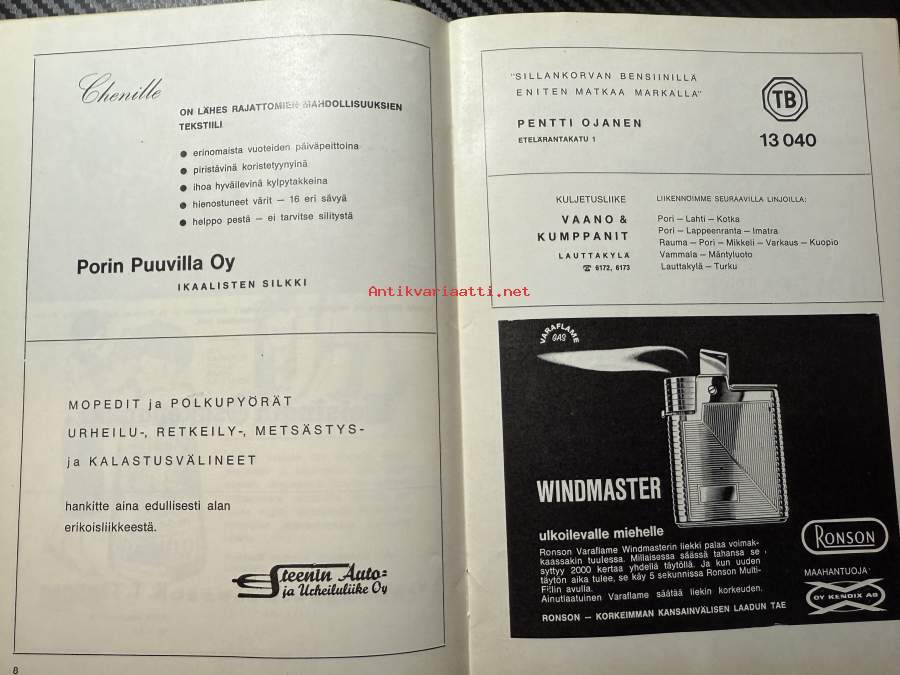 Chenille
ON LÄHES RAJATTOMIEN MAHDOLLISUUKSIEN
TEKSTIILI
● erinomaista vuoteiden päiväpeittoina
● piristävinä koristetyynyinä
● ihoa hyväilevinä kylpytakkeina
● hienostuneet värit — 16 eri sävyä
● helppo pestä — ei tarvitse silitystä
Porin Puuvilla Oy
IKAALISTEN SILKKI
MOPEDIT ja POLKUPYÖRÄT
URHEILU-, RETKEILY-, METSÄSTYS-
ja KALASTUSVÄLINEET
hankitte aina edullisesti alan
erikoisliikkeestä.
Steenin Auto=
ja Urheiluliike Oy
8
"SILLANKORVAN BENSIINILLÄ
ENITEN MATKAA MARKALLA"
PENTTI OJANEN
ETELÄRANTAKATU 1
TB
13 040
KULJETUSLIIKE
VAANO &
KUMPPANIT
LAUTTAKYLÄ
☎ 6172, 6173
LIIKENNÖIMME SEURAAVILLA LINJOILLA:
Pori — Lahti — Kotka
Pori — Lappeenranta — Imatra
Rauma — Pori — Mikkeli — Varkaus — Kuopio
Vammala — Mäntyluoto
Lauttakylä — Turku
Antikvariaatti.net
VARAFLAME
GAS
WINDMASTER
ulkoilevalle miehelle
Ronson Varaflame Windmasterin liekki palaa voimak-
kaassakin tuulessa. Millaisessa säässä tahansa se
syttyy 2000 kertaa yhdellä täytöllä. Ja kun uuden
täytön aika tulee, se käy 5 sekunnissa Ronson Multi-
Fillin avulla.
Ainutlaatuinen Varaflame säätää liekin korkeuden.
RONSON — KORKEIMMAN KANSAINVÄLISEN LAADUN TAE
RONSON
MAAHANTUOJA:
OY KENDIX AB